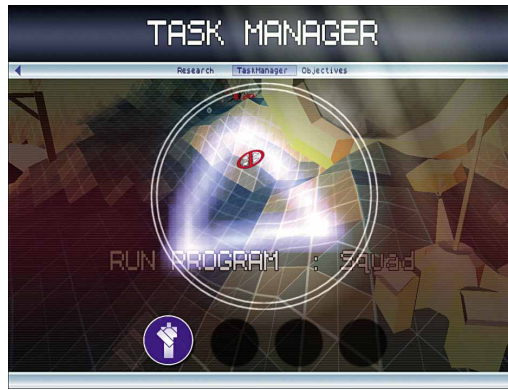 TASK MANAGER
Research TaskManager Objectives
RUN PROGRAM : Squad